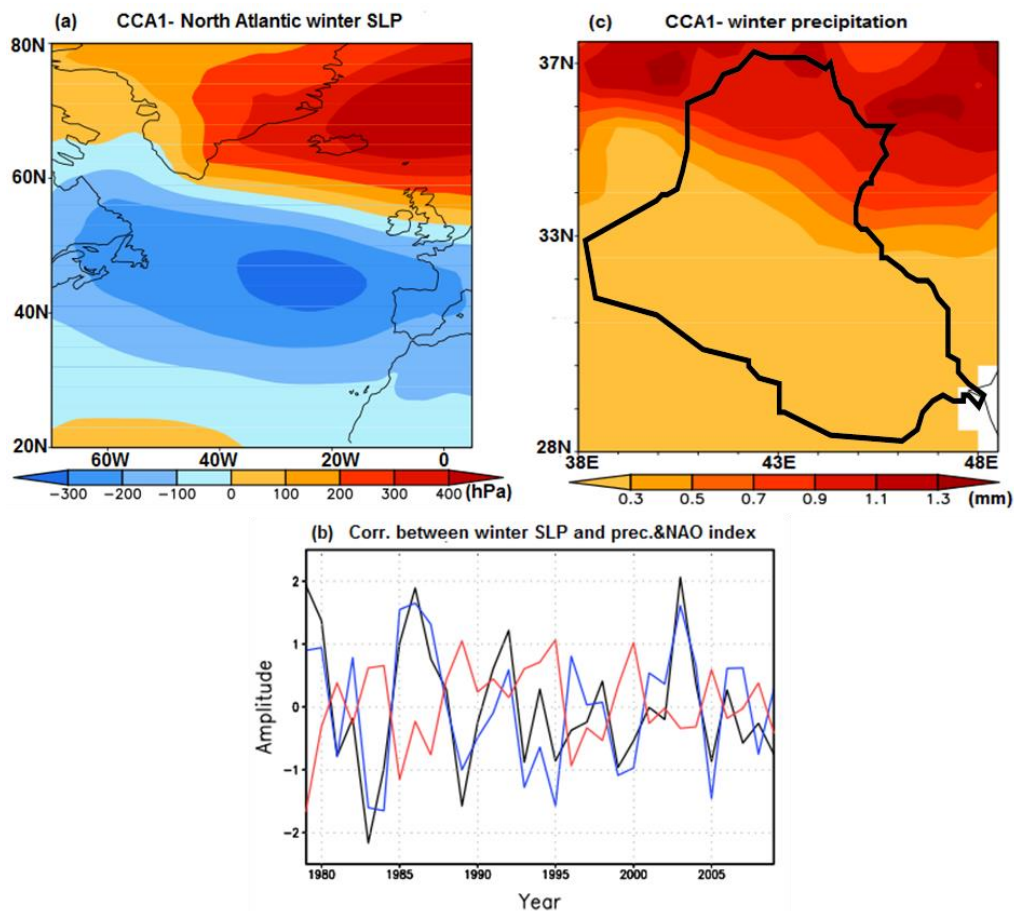 (a) CCA1- North Atlantic winter SLP
80N
60N
40N
20N
60W 40W 20W 0
−300 −200 −100 0 100 200 300 400 (hPa)
(c) CCA1- winter precipitation
37N
33N
28N
38E 43E 48E
0.3 0.5 0.7 0.9 1.1 1.3 (mm)
(b) Corr. between winter SLP and prec.&NAO index
Amplitude
2
1
0
−1
−2
1980 1985 1990 1995 2000 2005
Year